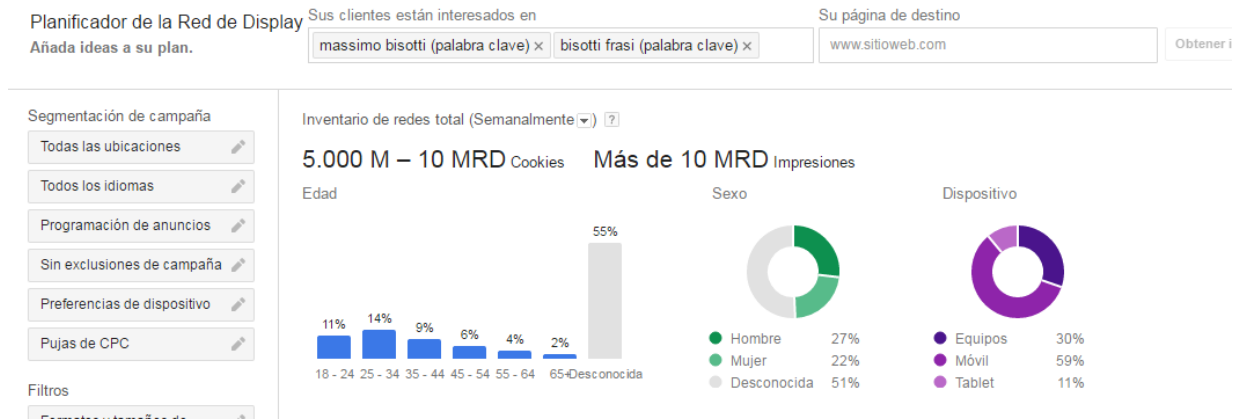 Planificador de la Red de Display
Añada ideas a su plan.
Sus clientes están interesados en
massimo bisotti (palabra clave) × bisotti frasi (palabra clave) ×
Su página de destino
www.sitioweb.com
Obtener i
Segmentación de campaña
Todas las ubicaciones
Todos los idiomas
Programación de anuncios
Sin exclusiones de campaña
Preferencias de dispositivo
Pujas de CPC
Filtros
Formatos y tamaños de
Inventario de redes total (Semanalmente ) ?
5.000 M – 10 MRD Cookies Más de 10 MRD Impresiones
Edad
11% 14% 9% 6% 4% 2% 55%
18 - 24 25 - 34 35 - 44 45 - 54 55 - 64 65+ Desconocida
Sexo
Hombre 27%
Mujer 22%
Desconocida 51%
Dispositivo
Equipos 30%
Móvil 59%
Tablet 11%